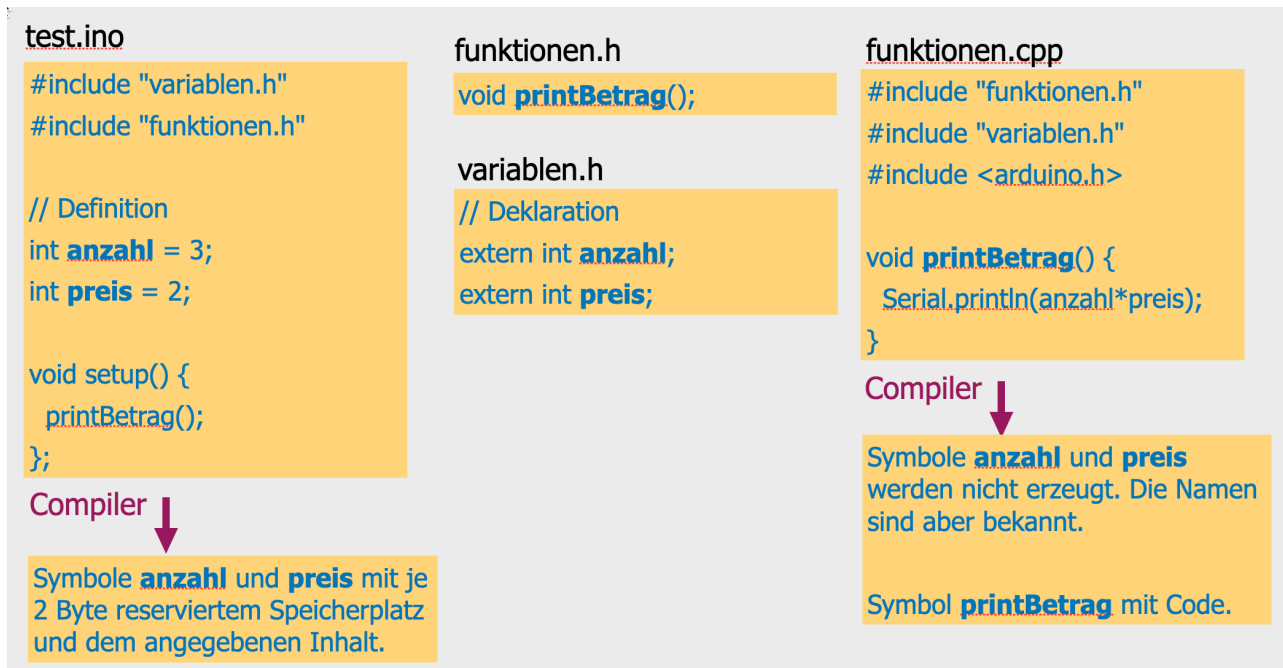 test.ino
#include "variablen.h"
#include "funktionen.h"
// Definition
int anzahl = 3;
int preis = 2;
void setup() {
printBetrag();
};
Compiler
Symbole anzahl und preis mit je
2 Byte reserviertem Speicherplatz
und dem angegebenen Inhalt.
funktionen.h
void printBetrag();
variablen.h
// Deklaration
extern int anzahl;
extern int preis;
funktionen.cpp
#include "funktionen.h"
#include "variablen.h"
#include <arduino.h>
void printBetrag() {
Serial.println(anzahl*preis);
}
Compiler
Symbole anzahl und preis
werden nicht erzeugt. Die Namen
sind aber bekannt.
Symbol printBetrag mit Code.